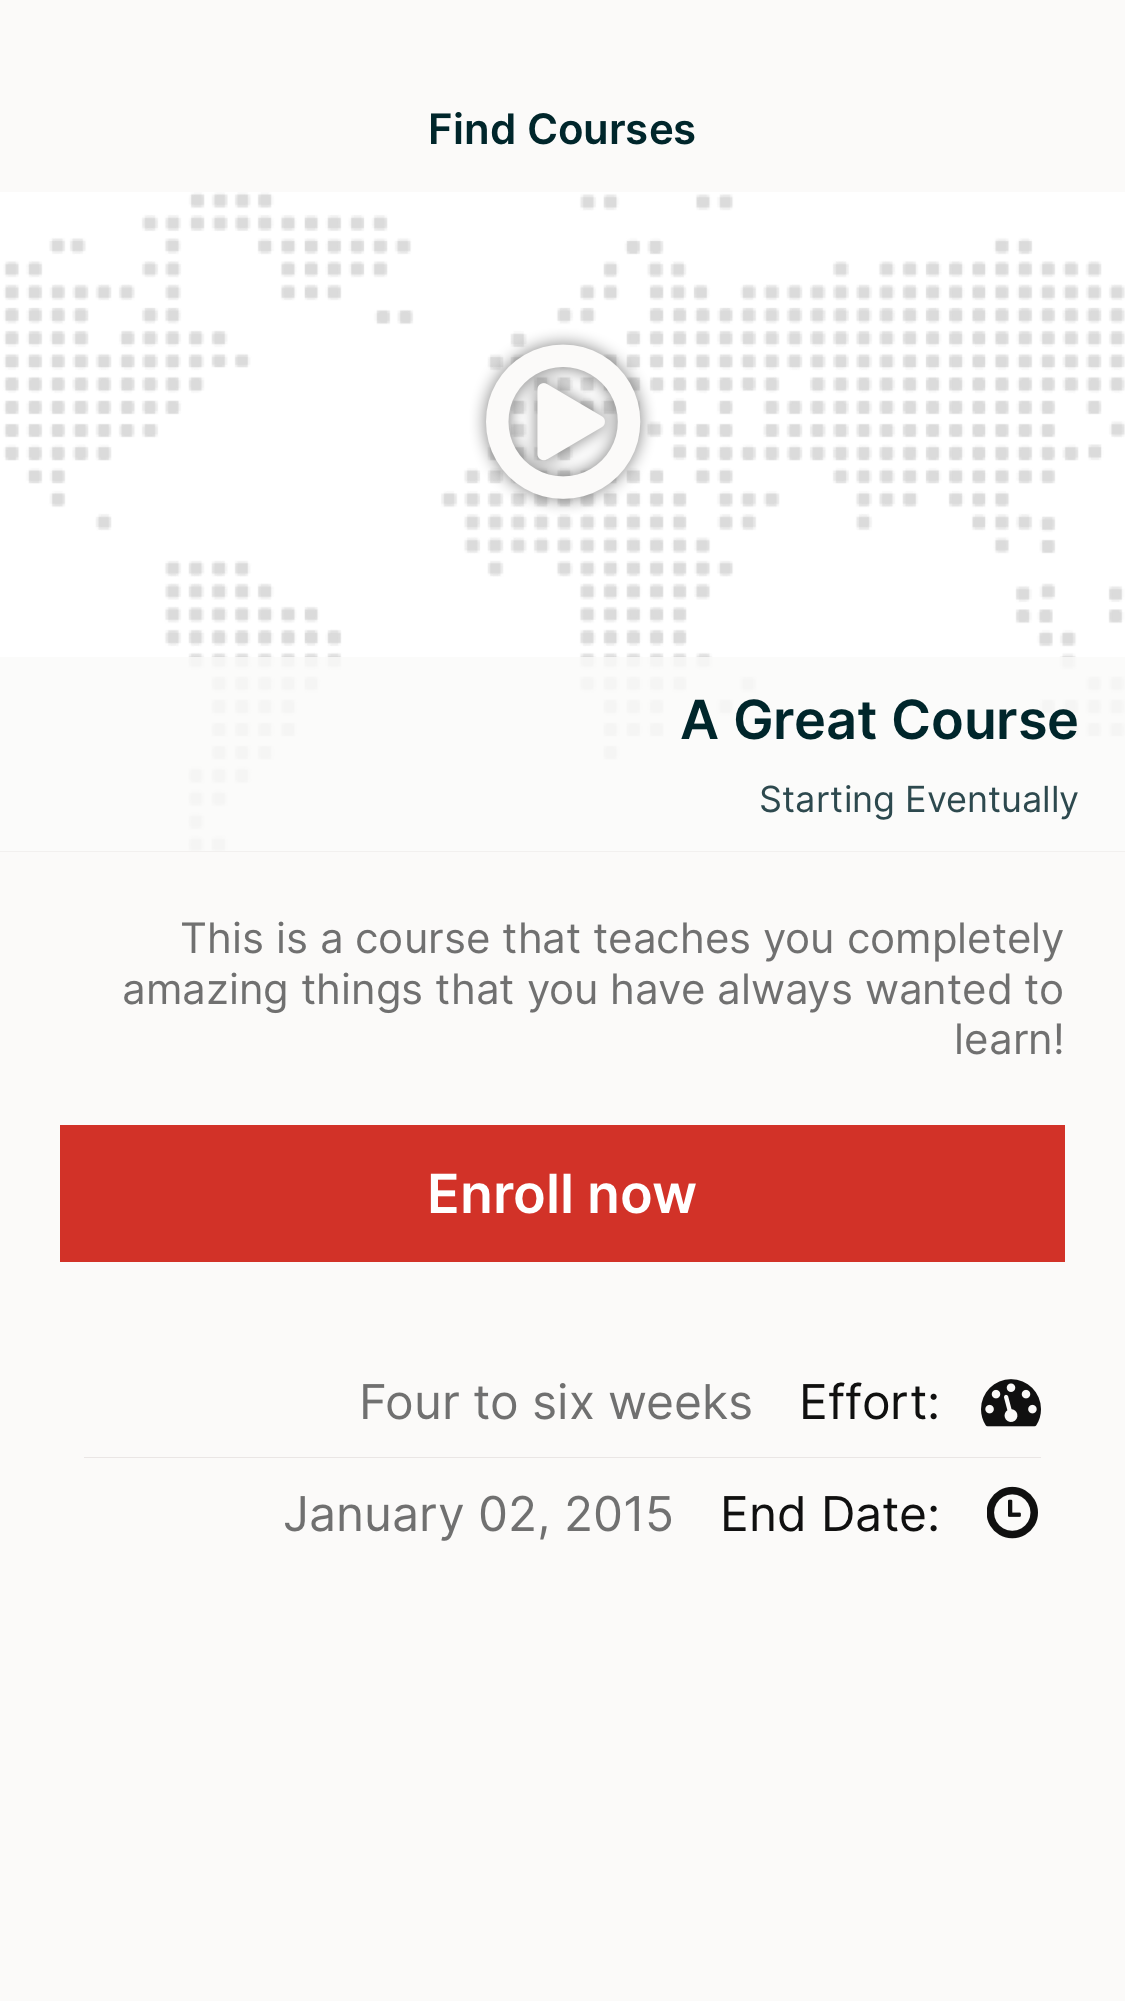 Find Courses
A Great Course
Starting Eventually
This is a course that teaches you completely
amazing things that you have always wanted to
learn!
Enroll now
Effort: Four to six weeks
End Date: January 02, 2015